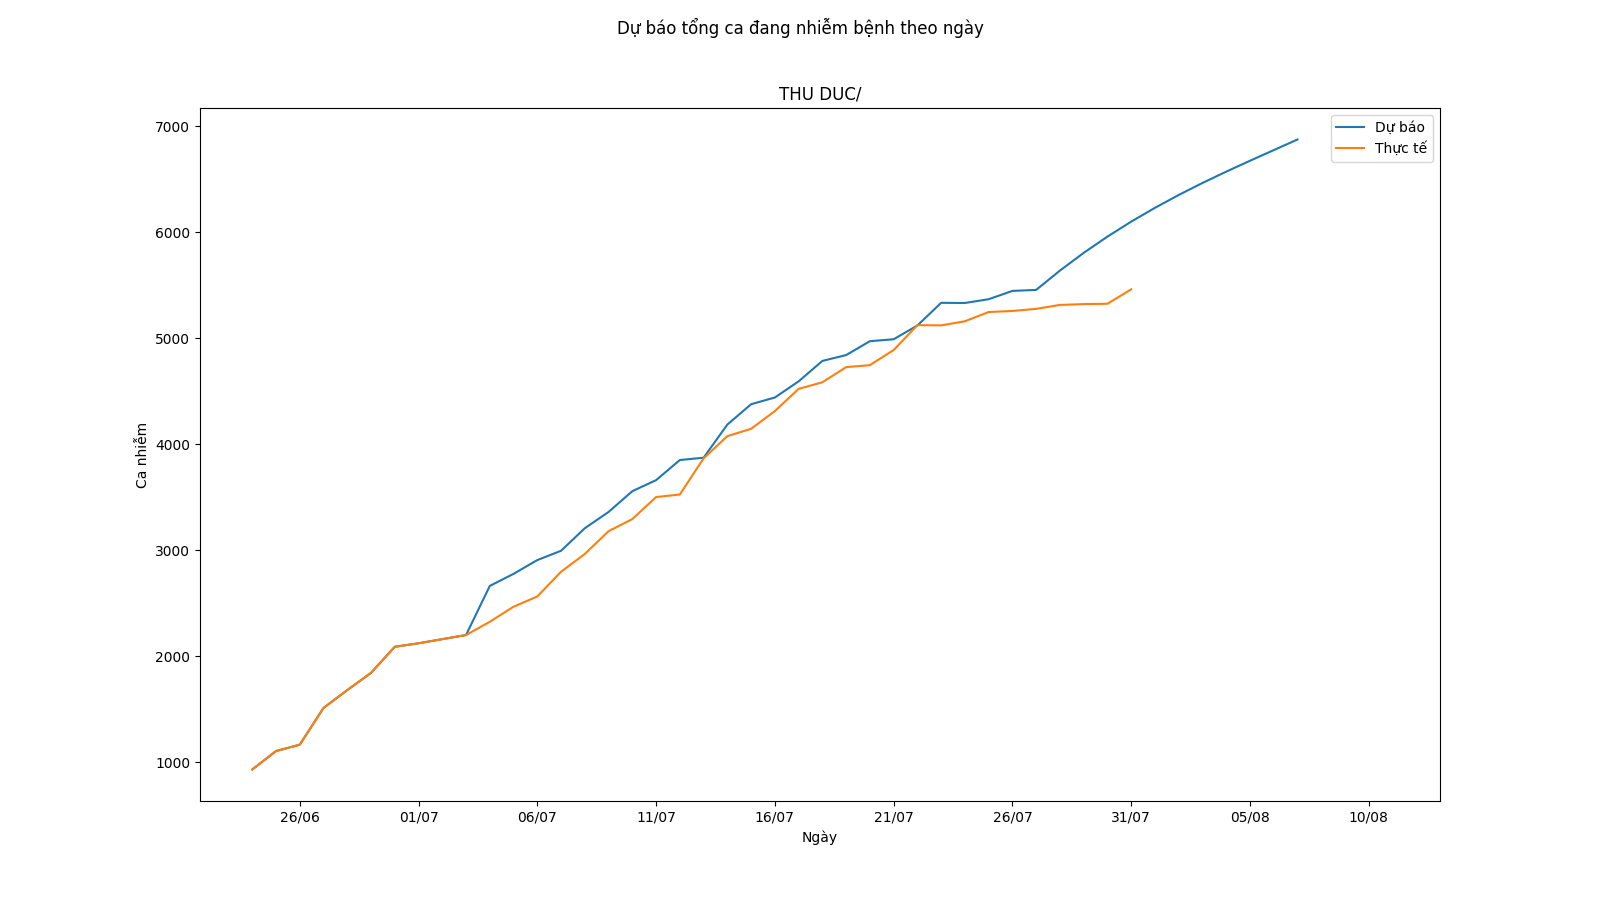 Dự báo tổng ca đang nhiễm bệnh theo ngày
THU DUC/
7000
6000
5000
4000
3000
2000
1000
Ca nhiễm
Dự báo
Thực tế
26/06 01/07 06/07 11/07 16/07 21/07 26/07 31/07 05/08 10/08
Ngày